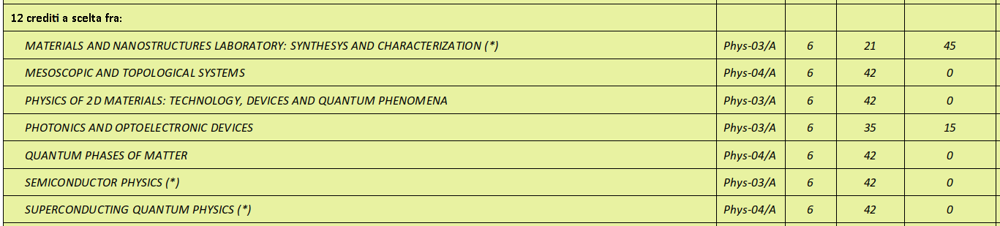 12 crediti a scelta fra:
MATERIALS AND NANOSTRUCTURES LABORATORY: SYNTHESYS AND CHARACTERIZATION (*) Phys-03/A 6 21 45
MESOSCOPIC AND TOPOLOGICAL SYSTEMS Phys-04/A 6 42 0
PHYSICS OF 2D MATERIALS: TECHNOLOGY, DEVICES AND QUANTUM PHENOMENA Phys-03/A 6 42 0
PHOTONICS AND OPTOELECTRONIC DEVICES Phys-03/A 6 35 15
QUANTUM PHASES OF MATTER Phys-04/A 6 42 0
SEMICONDUCTOR PHYSICS (*) Phys-03/A 6 42 0
SUPERCONDUCTING QUANTUM PHYSICS (*) Phys-04/A 6 42 0